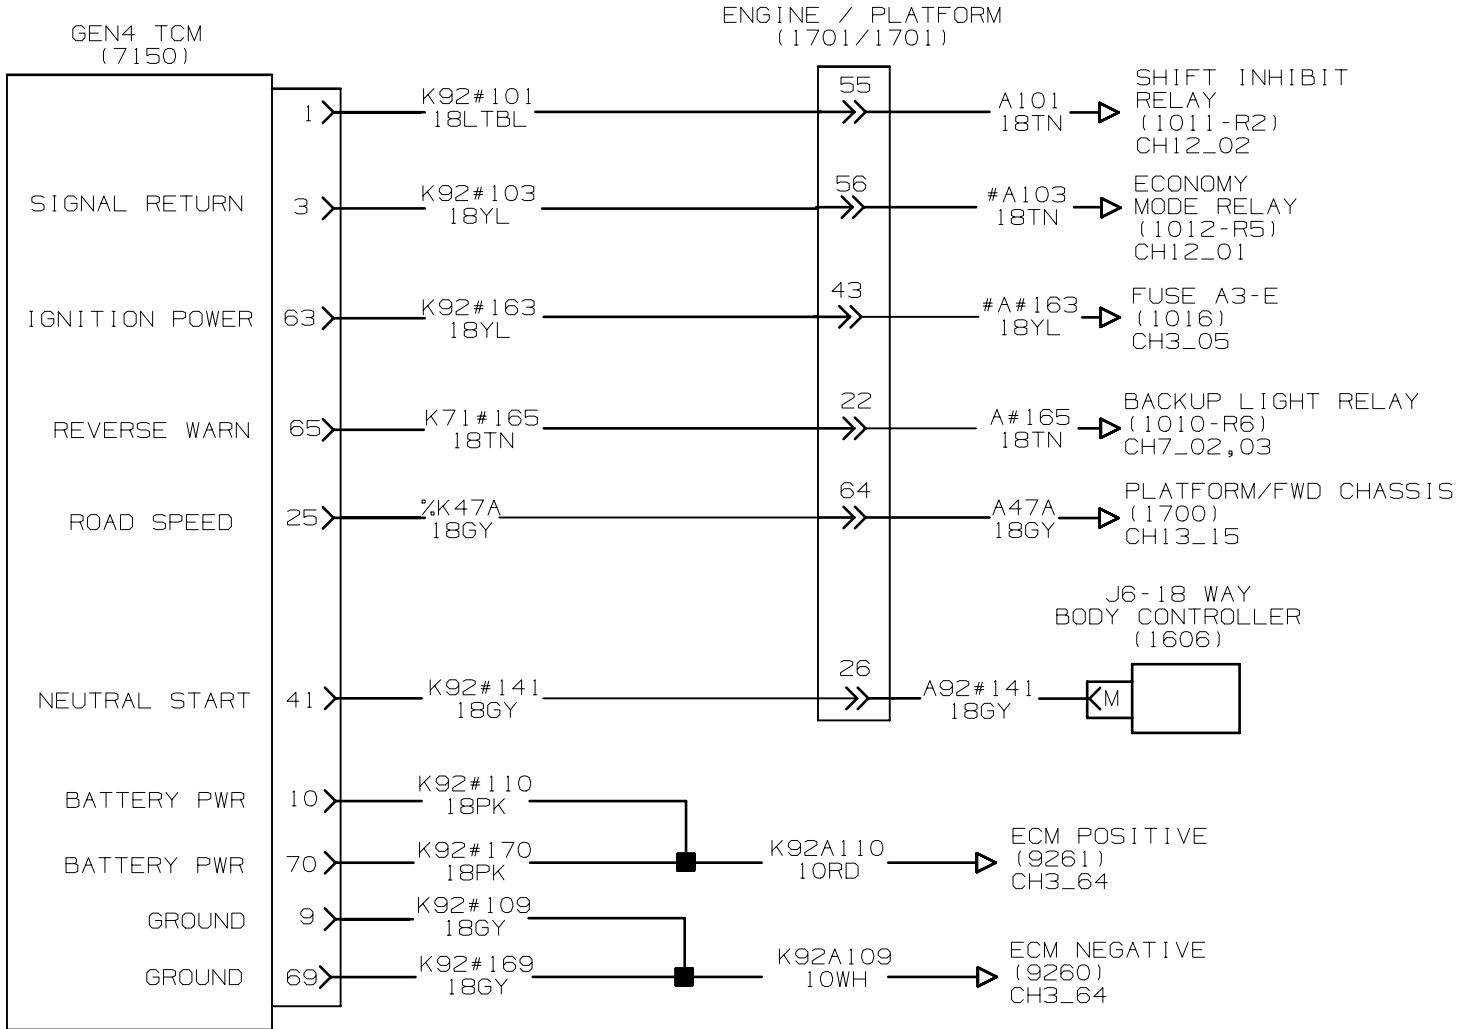 GEN4 TCM
(7150)
ENGINE / PLATFORM
(1701/1701)
1
K92#101
18LTBL
55
A101
18TN
SHIFT INHIBIT
RELAY
(1011-R2)
CH12_02
SIGNAL RETURN
3
K92#103
18YL
56
#A103
18TN
ECONOMY
MODE RELAY
(1012-R5)
CH12_01
IGNITION POWER
63
K92#163
18YL
43
#A#163
18YL
FUSE A3-E
(1016)
CH3_05
REVERSE WARN
65
K71#165
18TN
22
A#165
18TN
BACKUP LIGHT RELAY
(1010-R6)
CH7_02,03
ROAD SPEED
25
%K47A
18GY
64
A47A
18GY
PLATFORM/FWD CHASSIS
(1700)
CH13_15
J6-18 WAY
BODY CONTROLLER
(1606)
NEUTRAL START
41
K92#141
18GY
26
A92#141
18GY
M
BATTERY PWR
10
K92#110
18PK
BATTERY PWR
70
K92#170
18PK
K92A110
10RD
ECM POSITIVE
(9261)
CH3_64
GROUND
9
K92#109
18GY
GROUND
69
K92#169
18GY
K92A109
10WH
ECM NEGATIVE
(9260)
CH3_64